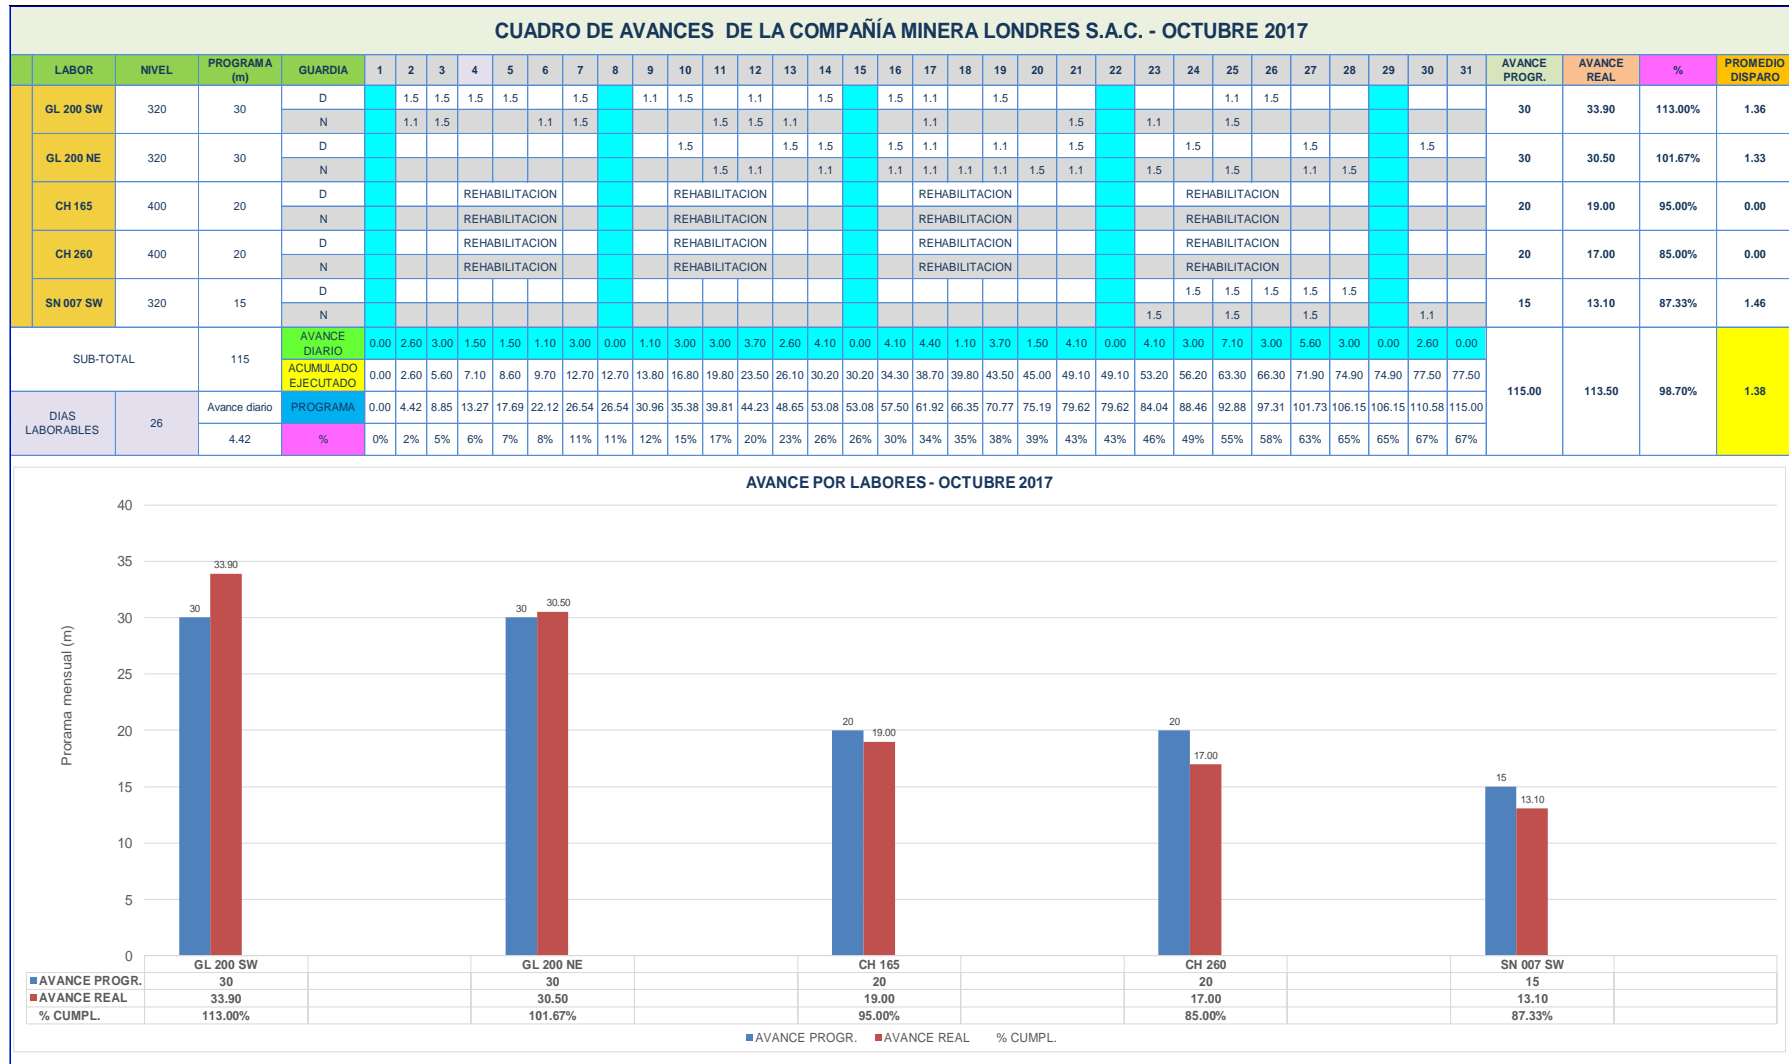 CUADRO DE AVANCES DE LA COMPAÑÍA MINERA LONDRES S.A.C. - OCTUBRE 2017
LABOR NIVEL PROGRAMA (m) GUARDIA 1 2 3 4 5 6 7 8 9 10 11 12 13 14 15 16 17 18 19 20 21 22 23 24 25 26 27 28 29 30 31 AVANCE PROGR. AVANCE REAL % PROMEDIO DISPARO
GL 200 SW 320 30 D 1.5 1.5 1.5 1.5 1.5 1.1 1.5 1.1 1.5 1.5 1.1 1.5 1.1 1.5 30 33.90 113.00% 1.36
N 1.1 1.5 1.1 1.5 1.5 1.5 1.1 1.1 1.5 1.1 1.5
GL 200 NE 320 30 D 1.5 1.5 1.5 1.5 1.1 1.1 1.5 1.5 1.5 1.5 30 30.50 101.67% 1.33
N 1.5 1.1 1.1 1.1 1.1 1.1 1.1 1.5 1.1 1.5 1.5 1.1 1.5
CH 165 400 20 D REHABILITACION REHABILITACION REHABILITACION REHABILITACION 20 19.00 95.00% 0.00
N REHABILITACION REHABILITACION REHABILITACION REHABILITACION
CH 260 400 20 D REHABILITACION REHABILITACION REHABILITACION REHABILITACION 20 17.00 85.00% 0.00
N REHABILITACION REHABILITACION REHABILITACION REHABILITACION
SN 007 SW 320 15 D 1.5 1.5 1.5 1.5 1.5 15 13.10 87.33% 1.46
N 1.5 1.5 1.5 1.1
SUB-TOTAL 115 AVANCE DIARIO 0.00 2.60 3.00 1.50 1.50 1.10 3.00 0.00 1.10 3.00 3.00 3.70 2.60 4.10 0.00 4.10 4.40 1.10 3.70 1.50 4.10 0.00 4.10 3.00 7.10 3.00 5.60 3.00 0.00 2.60 0.00
ACUMULADO EJECUTADO 0.00 2.60 5.60 7.10 8.60 9.70 12.70 12.70 13.80 16.80 19.80 23.50 26.10 30.20 30.20 34.30 38.70 39.80 43.50 45.00 49.10 49.10 53.20 56.20 63.30 66.30 71.90 74.90 74.90 77.50 77.50
115.00 113.50 98.70% 1.38
DIAS LABORABLES 26 Avance diario PROGRAMA 0.00 4.42 8.85 13.27 17.69 22.12 26.54 26.54 30.96 35.38 39.81 44.23 48.65 53.08 53.08 57.50 61.92 66.35 70.77 75.19 79.62 79.62 84.04 88.46 92.88 97.31 101.73 106.15 106.15 110.58 115.00
4.42 % 0% 2% 5% 6% 7% 8% 11% 11% 12% 15% 17% 20% 23% 26% 26% 30% 34% 35% 38% 39% 43% 43% 46% 49% 55% 58% 63% 65% 65% 67% 67%
AVANCE POR LABORES - OCTUBRE 2017
Prorama mensual (m)
40
35
30
25
20
15
10
5
0
30 33.90
30 30.50
20 19.00
20 17.00
15 13.10
GL 200 SW GL 200 NE CH 165 CH 260 SN 007 SW
AVANCE PROGR. 30 30 20 20 15
AVANCE REAL 33.90 30.50 19.00 17.00 13.10
% CUMPL. 113.00% 101.67% 95.00% 85.00% 87.33%
AVANCE PROGR. AVANCE REAL % CUMPL.